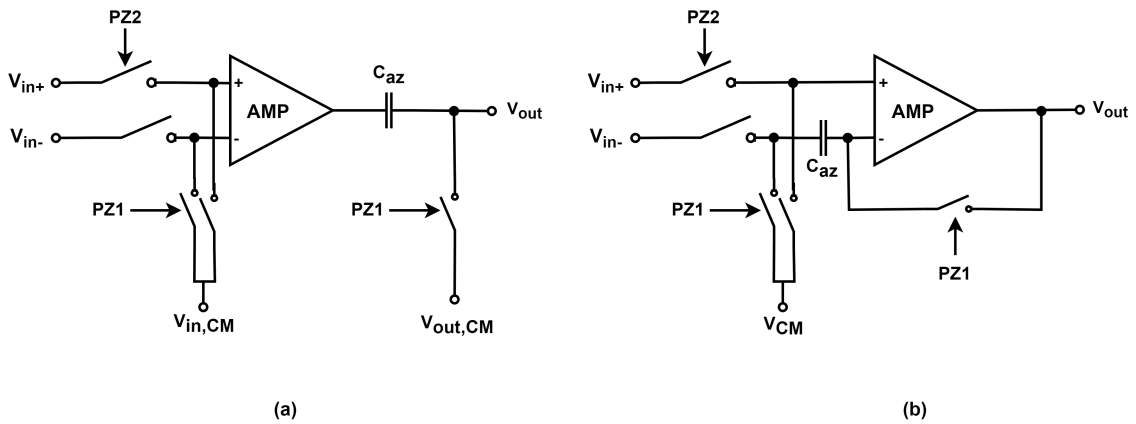 PZ2
Vin+
Vin-
+
-
AMP
Caz
Vout
PZ1
PZ1
Vin,CM
Vout,CM
(a)
PZ2
Vin+
Vin-
+
-
AMP
Caz
Vout
PZ1
PZ1
VCM
(b)